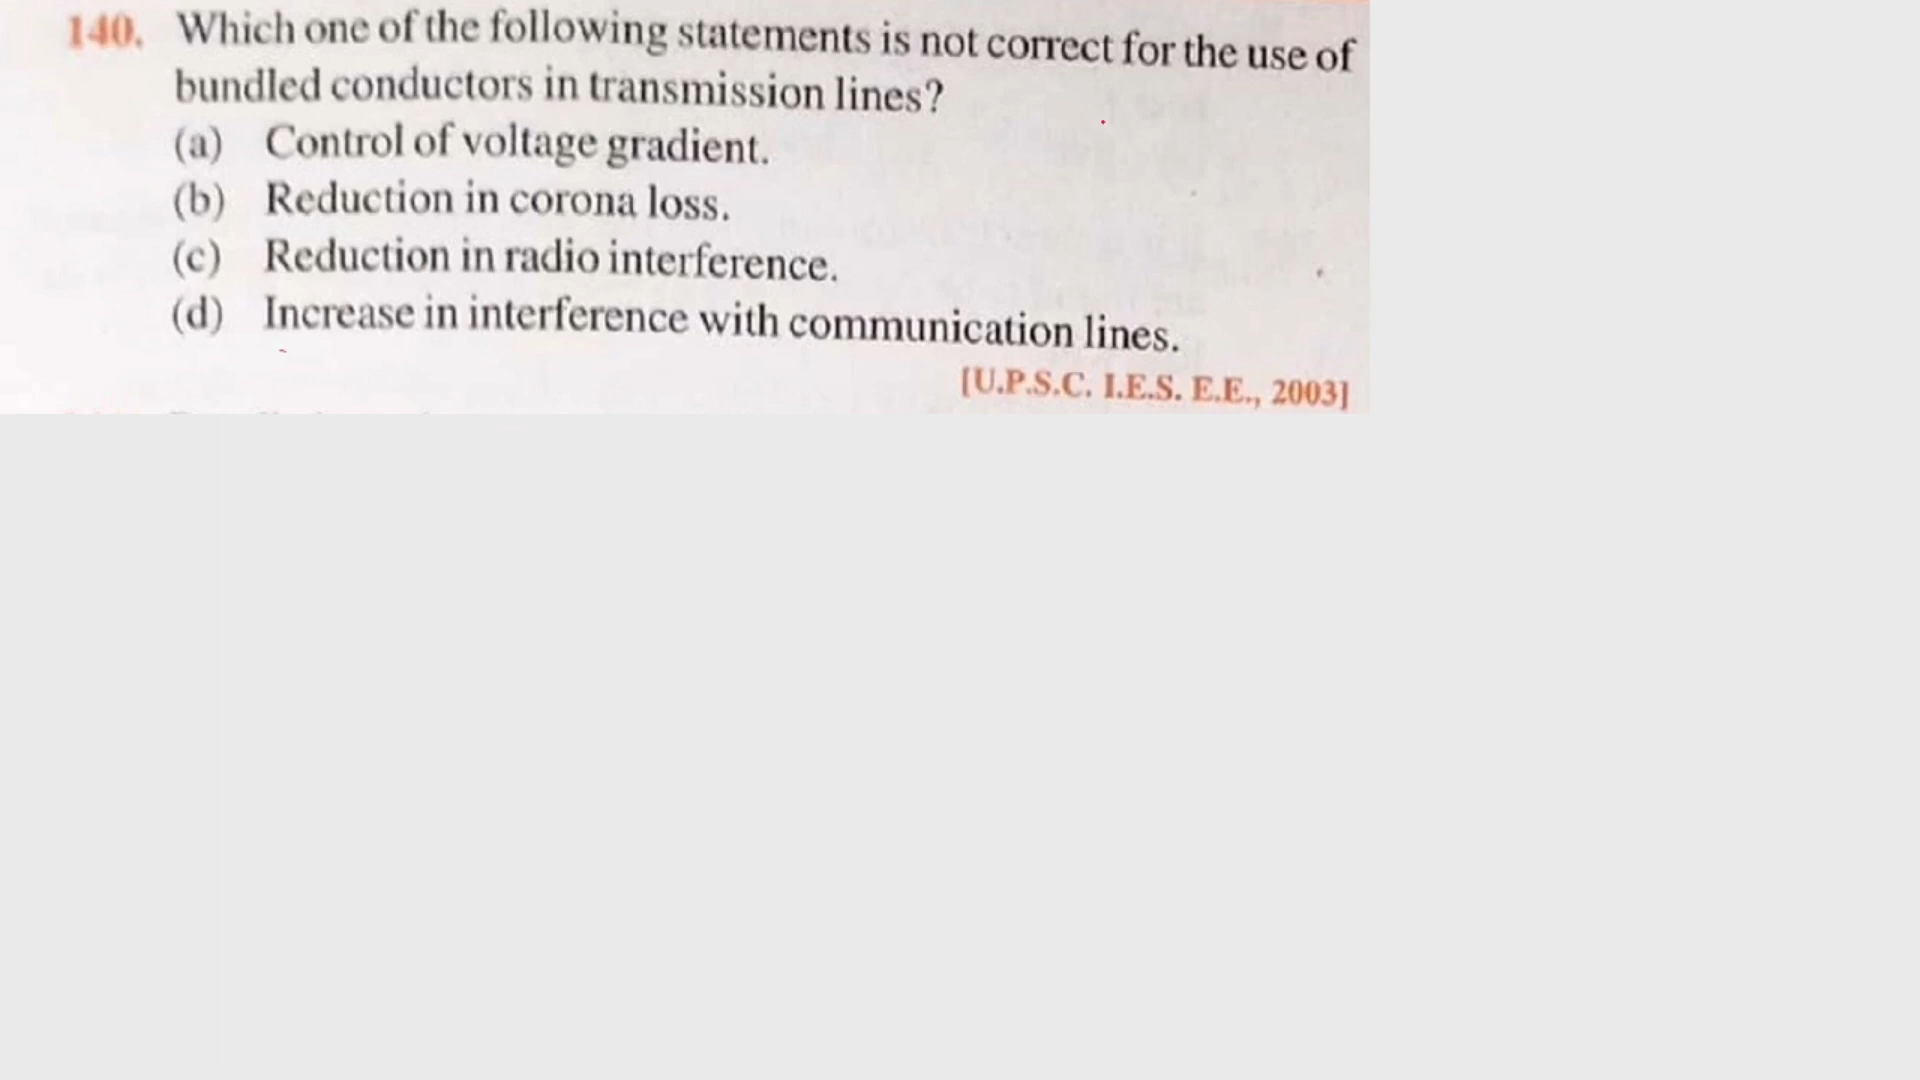 140. Which one of the following statements is not correct for the use of
bundled conductors in transmission lines?
(a) Control of voltage gradient.
(b) Reduction in corona loss.
(c) Reduction in radio interference.
(d) Increase in interference with communication lines.
[U.P.S.C. I.E.S. E.E., 2003]